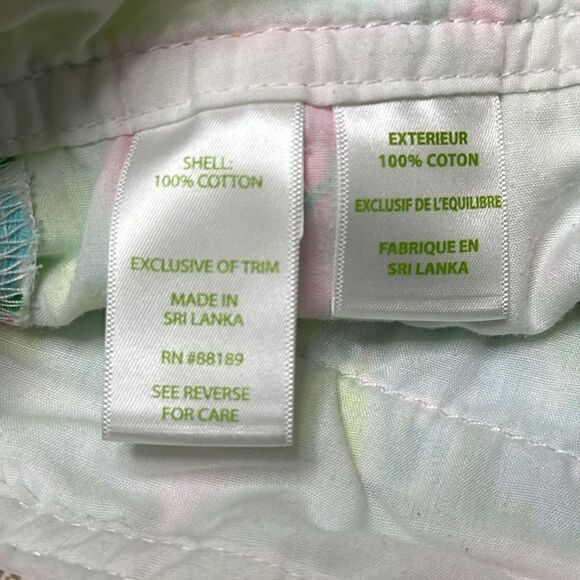 SHELL:
100% COTTON
EXCLUSIVE OF TRIM
MADE IN
SRI LANKA
RN #88189
SEE REVERSE
FOR CARE
EXTERIEUR
100% COTON
EXCLUSIF DE L'EQUILIBRE
FABRIQUE EN
SRI LANKA